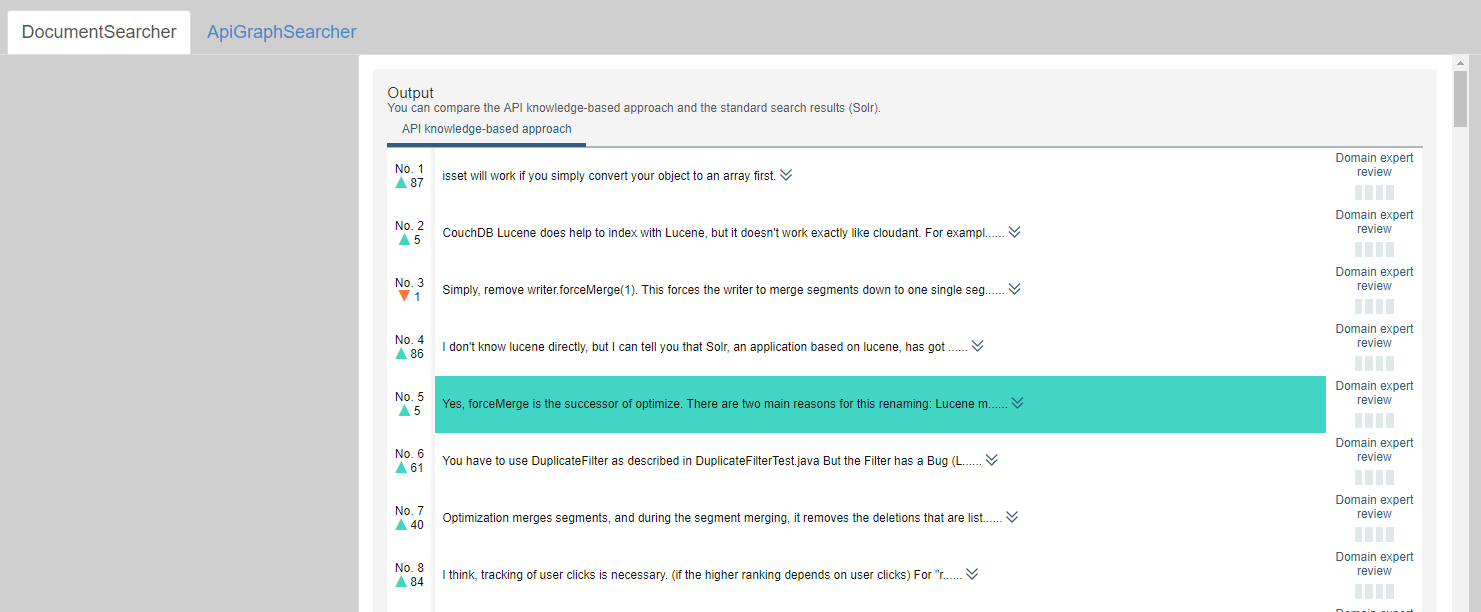 DocumentSearcher ApiGraphSearcher
Output
You can compare the API knowledge-based approach and the standard search results (Solr).
API knowledge-based approach
No. 1
87
isset will work if you simply convert your object to an array first.
Domain expert
review
No. 2
5
CouchDB Lucene does help to index with Lucene, but it doesn't work exactly like cloudant. For exampl......
Domain expert
review
No. 3
1
Simply, remove writer.forceMerge(1). This forces the writer to merge segments down to one single seg......
Domain expert
review
No. 4
86
I don't know lucene directly, but I can tell you that Solr, an application based on lucene, has got ......
Domain expert
review
No. 5
5
Yes, forceMerge is the successor of optimize. There are two main reasons for this renaming: Lucene m......
Domain expert
review
No. 6
61
You have to use DuplicateFilter as described in DuplicateFilterTest.java But the Filter has a Bug (L......
Domain expert
review
No. 7
40
Optimization merges segments, and during the segment merging, it removes the deletions that are list......
Domain expert
review
No. 8
84
I think, tracking of user clicks is necessary. (if the higher ranking depends on user clicks) For "r......
Domain expert
review